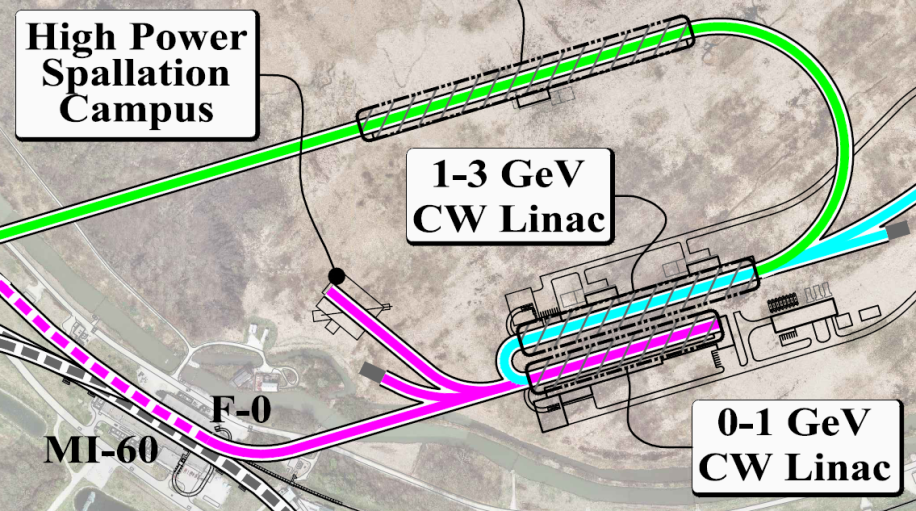 High Power
Spallation
Campus
1-3 GeV
CW Linac
F-0
MI-60
0-1 GeV
CW Linac